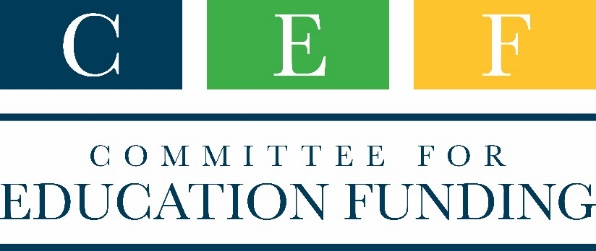 C E F
COMMITTEE FOR
EDUCATION FUNDING